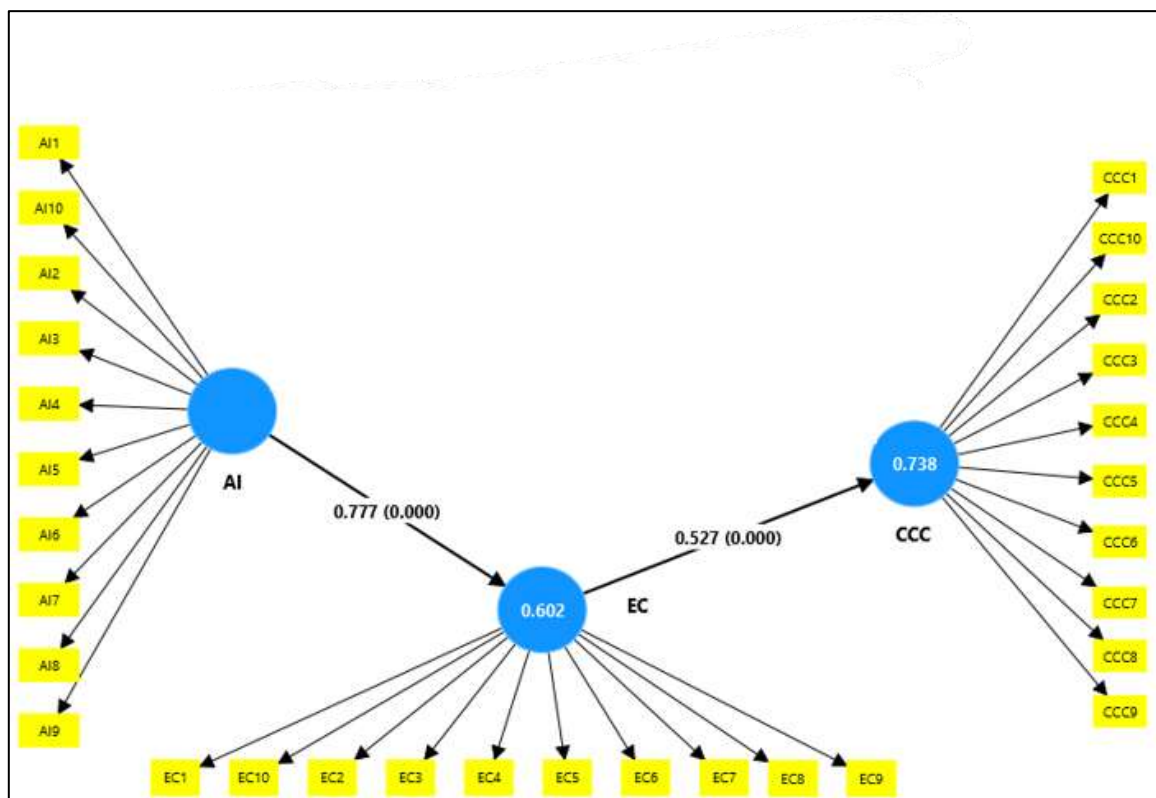 AI1
AI10
AI2
AI3
AI4
AI5
AI6
AI7
AI8
AI9
AI
0.777 (0.000)
0.602
EC
EC1
EC10
EC2
EC3
EC4
EC5
EC6
EC7
EC8
EC9
0.527 (0.000)
0.738
CCC
CCC1
CCC10
CCC2
CCC3
CCC4
CCC5
CCC6
CCC7
CCC8
CCC9